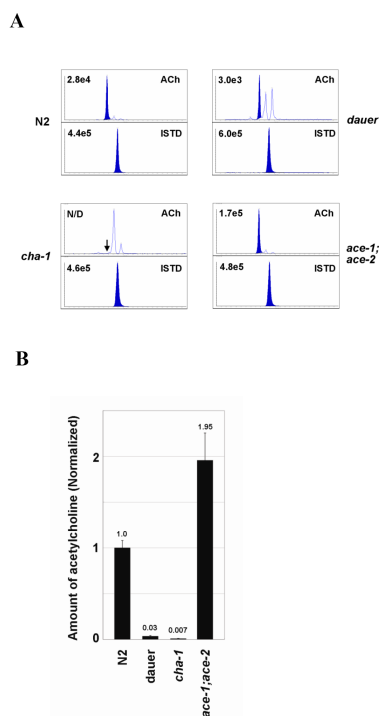 A
2.8e4 ACh
N2
4.4e5 ISTD
3.0e3 ACh
dauer
6.0e5 ISTD
N/D ACh
cha-1
4.6e5 ISTD
1.7e5 ACh
ace-1;
ace-2
4.8e5 ISTD
B
Amount of acetylcholine (Normalized)
2
1
0
1.0
0.03
0.007
1.95
N2
dauer
cha-1
ace-1;ace-2